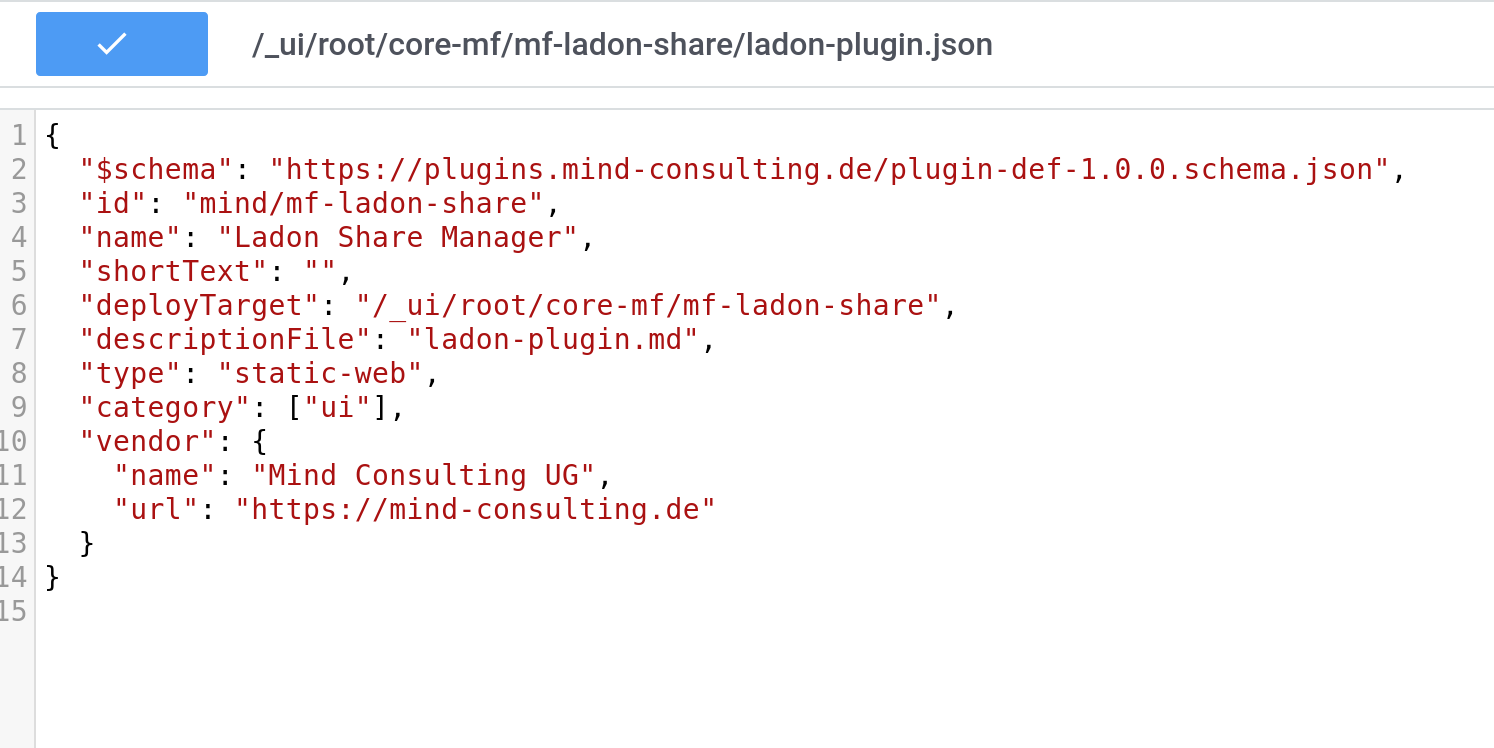 /_ui/root/core-mf/mf-ladon-share/ladon-plugin.json
1 {
2   "$schema": "https://plugins.mind-consulting.de/plugin-def-1.0.0.schema.json",
3   "id": "mind/mf-ladon-share",
4   "name": "Ladon Share Manager",
5   "shortText": "",
6   "deployTarget": "/_ui/root/core-mf/mf-ladon-share",
7   "descriptionFile": "ladon-plugin.md",
8   "type": "static-web",
9   "category": ["ui"],
10   "vendor": {
11     "name": "Mind Consulting UG",
12     "url": "https://mind-consulting.de"
13   }
14 }
15